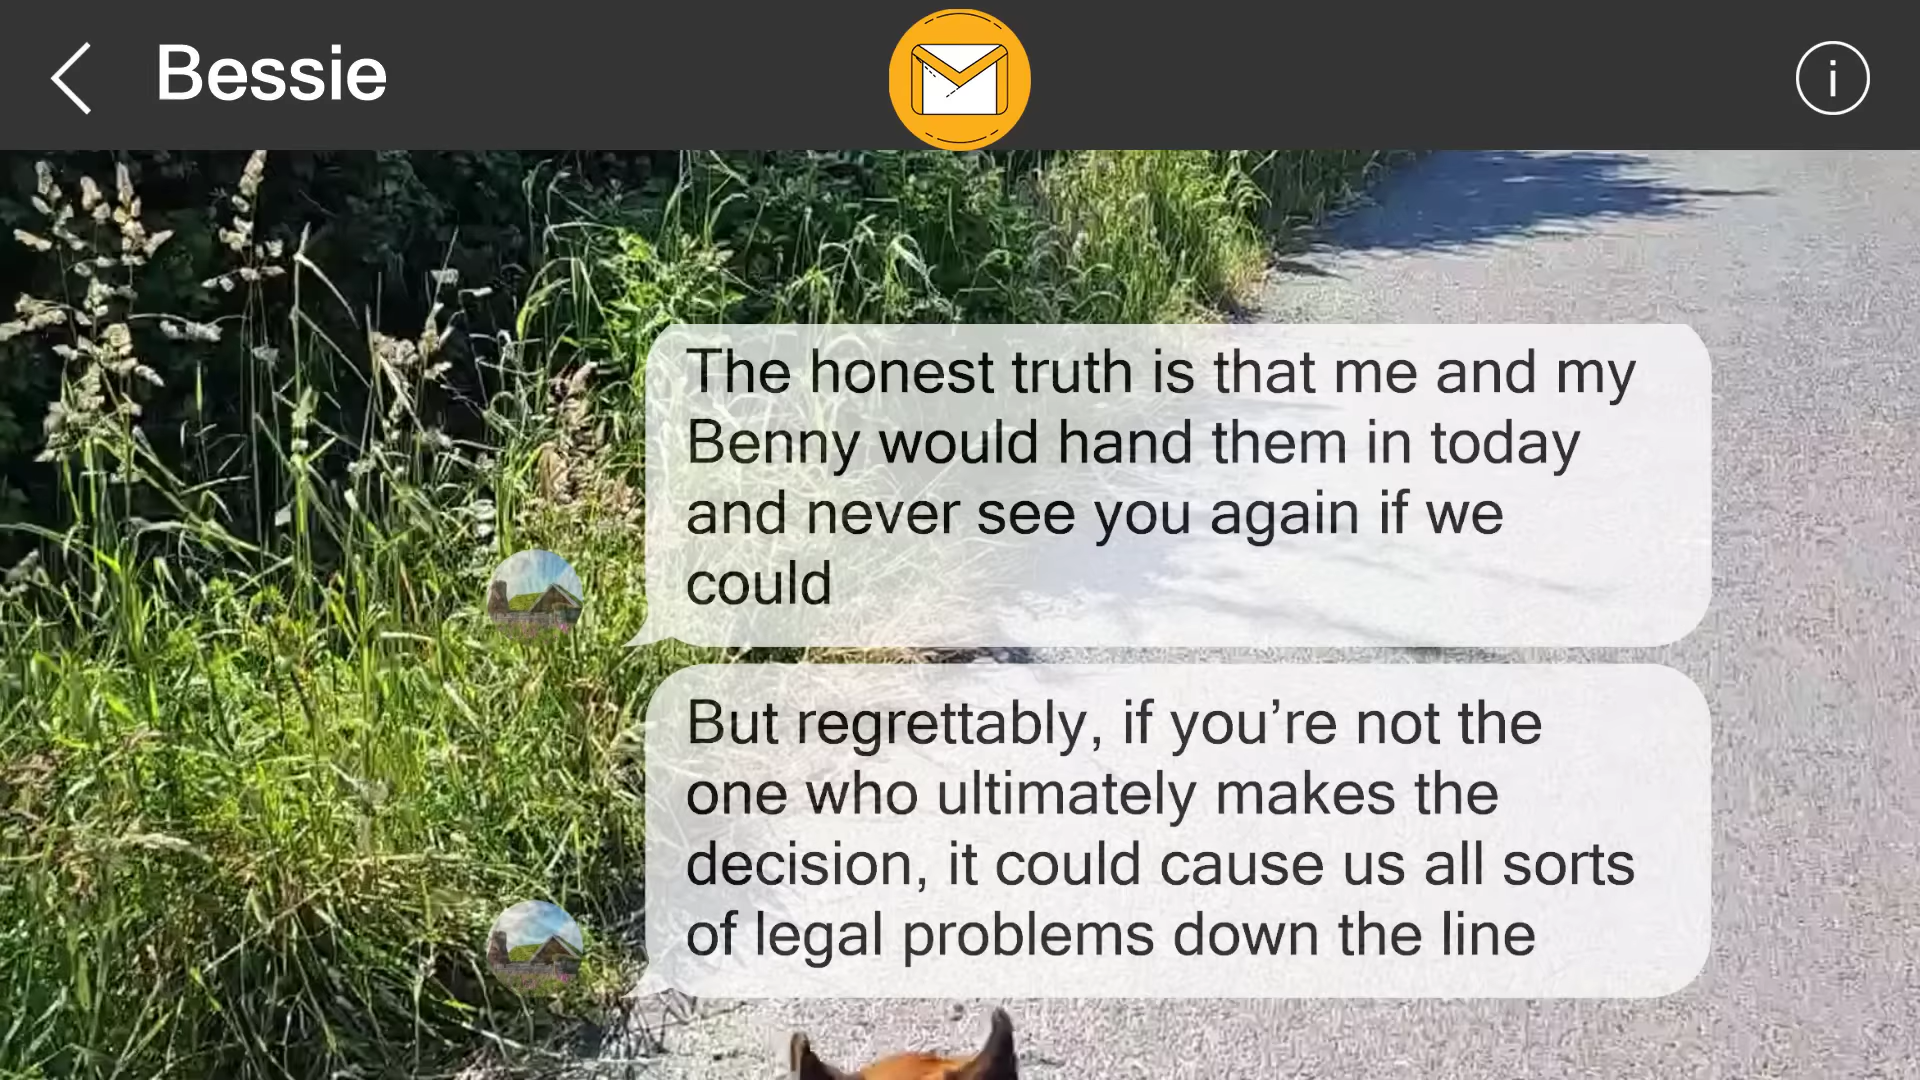 Bessie
i
The honest truth is that me and my
Benny would hand them in today
and never see you again if we
could
But regrettably, if you’re not the
one who ultimately makes the
decision, it could cause us all sorts
of legal problems down the line